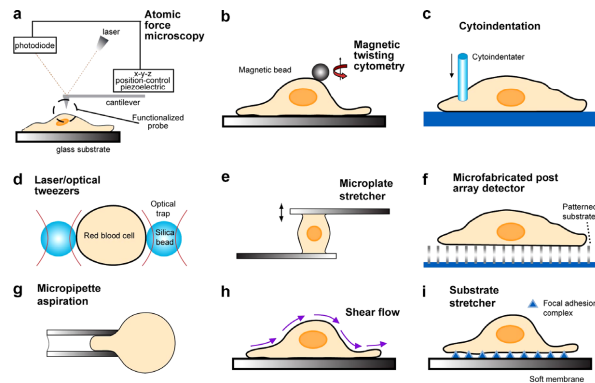 a
Atomic
force
microscopy
laser
photodiode
x-y-z
position-control
piezoelectric
cantilever
Functionalized
probe
glass substrate
b
Magnetic
twisting
cytometry
Magnetic bead
c
Cytoindentation
Cytoindentater
d
Laser/optical
tweezers
Optical
trap
Red blood cell
Silica
bead
e
Microplate
stretcher
f
Microfabricated post
array detector
Patterned
substrate
g
Micropipette
aspiration
h
Shear flow
i
Substrate
stretcher
Focal adhesion
complex
Soft membrane